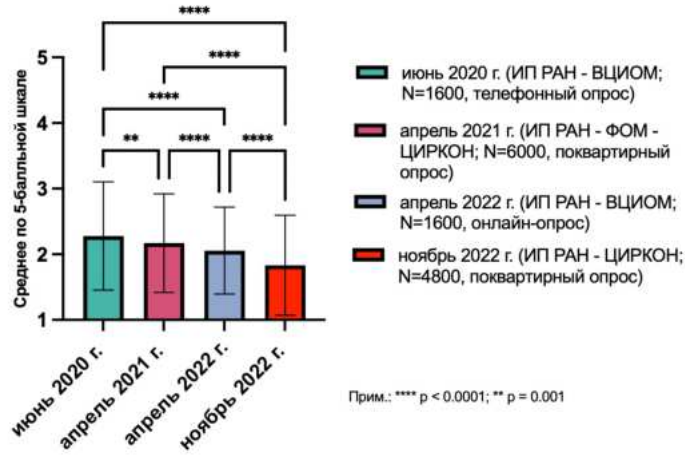 ****
****
****
** **** ****
5
4
3
2
1
Среднее по 5-балльной шкале
июнь 2020 г.
апрель 2021 г.
апрель 2022 г.
ноябрь 2022 г.
июнь 2020 г. (ИП РАН - ВЦИОМ;
N=1600, телефонный опрос)
апрель 2021 г. (ИП РАН - ФОМ -
ЦИРКОН; N=6000, поквартирный
опрос)
апрель 2022 г. (ИП РАН - ВЦИОМ;
N=1600, онлайн-опрос)
ноябрь 2022 г. (ИП РАН - ЦИРКОН;
N=4800, поквартирный опрос)
Прим.: **** p < 0.0001; ** p = 0.001